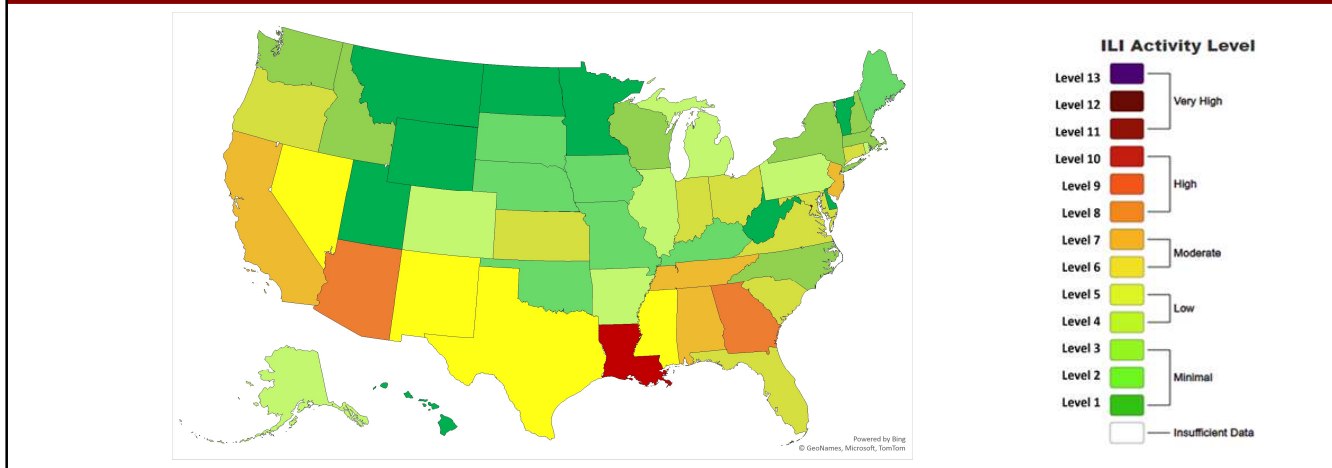 ILI Activity Level
Level 13
Level 12
Very High
Level 11
Level 10
Level 9
High
Level 8
Level 7
Moderate
Level 6
Level 5
Low
Level 4
Level 3
Level 2
Minimal
Level 1
Insufficient Data
Powered by Bing
© GeoNames, Microsoft, TomTom